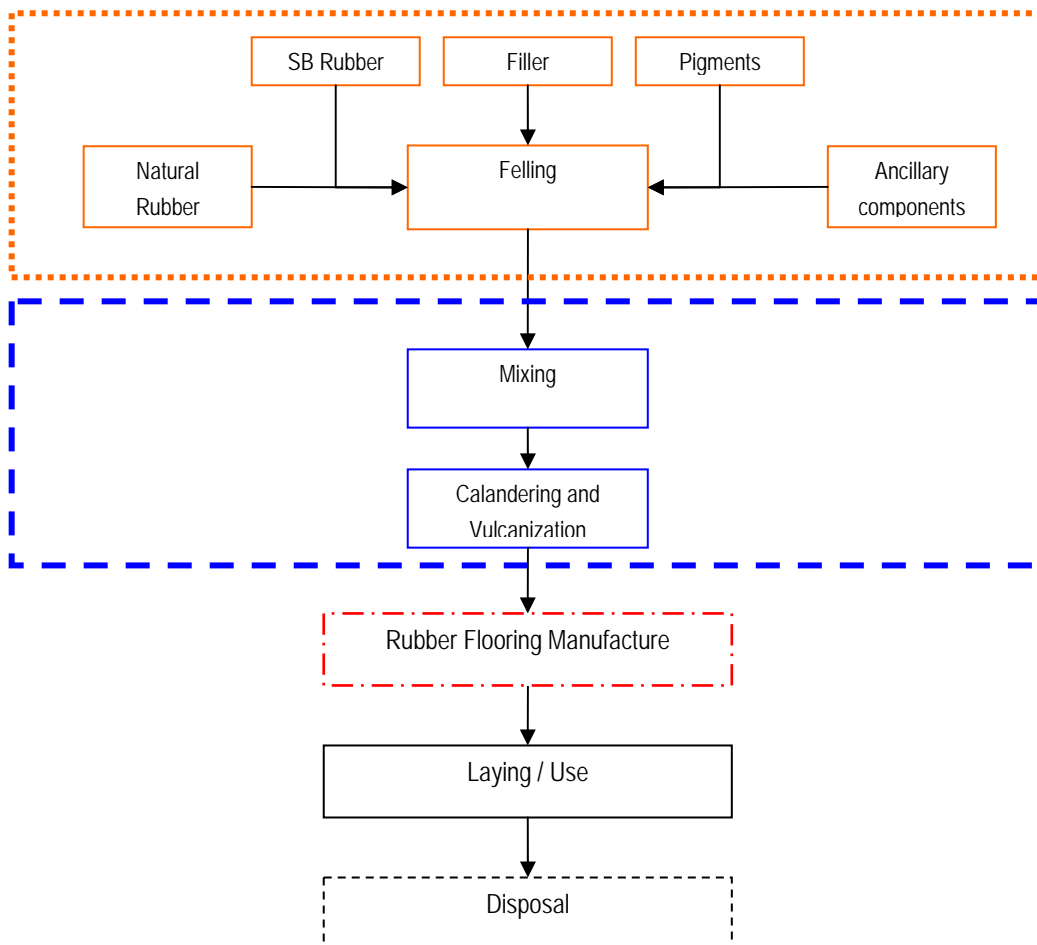 SB Rubber
Filler
Pigments
Natural
Rubber
Felling
Ancillary
components
Mixing
Calandering and
Vulcanization
Rubber Flooring Manufacture
Laying / Use
Disposal